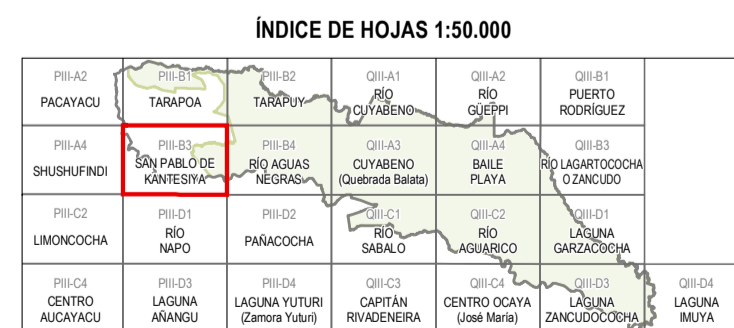 ÍNDICE DE HOJAS 1:50.000
PIII-A2
PACAYACU
PIII-B1
TARAPOA
PIII-B2
TARAPUY
QIII-A1
RÍO
CUYABENO
QIII-A2
RÍO
GÜEPPI
QIII-B1
PUERTO
RODRÍGUEZ
PIII-A4
SHUSHUFINDI
PIII-B3
SAN PABLO DE
KANTESIYA
PIII-B4
RÍO AGUAS
NEGRAS
QIII-A3
CUYABENO
(Quebrada Balata)
QIII-A4
BAILE
PLAYA
QIII-B3
RÍO LAGARTOCOCHA
O ZANCUDO
PIII-C2
LIMONCOCHA
PIII-D1
RÍO
NAPO
PIII-D2
PAÑACOCHA
QIII-C1
RÍO
SABALO
QIII-C2
RÍO
AGUARICO
QIII-D1
LAGUNA
GARZACOCHA
PIII-C4
CENTRO
AUCAYACU
PIII-D3
LAGUNA
AÑANGU
PIII-D4
LAGUNA YUTURI
(Zamora Yuturi)
QIII-C3
CAPITÁN
RIVADENEIRA
QIII-C4
CENTRO OCAYA
(José María)
QIII-D3
LAGUNA
ZANCUDOCOCHA
QIII-D4
LAGUNA
IMUYA